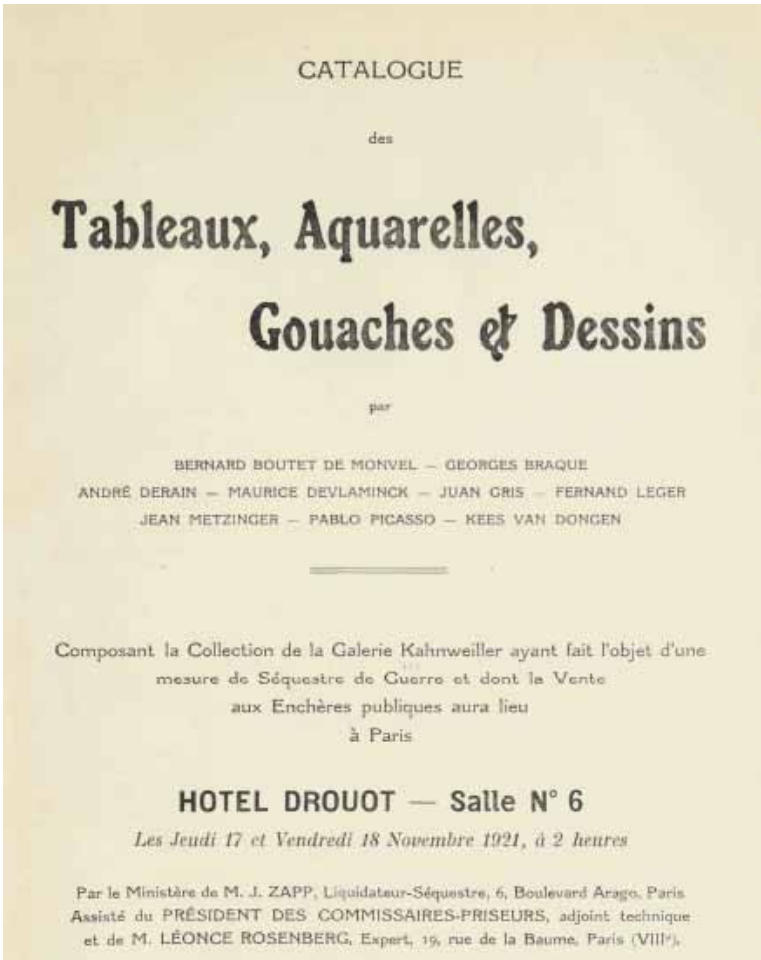 CATALOGUE
des
Tableaux, Aquarelles,
Gouaches et Dessins
par
BERNARD BOUTET DE MONVEL — GEORGES BRAQUE
ANDRÉ DERAIN — MAURICE DEVLAMINCK — JUAN GRIS — FERNAND LEGER
JEAN METZINGER — PABLO PICASSO — KEES VAN DONGEN
Composant la Collection de la Galerie Kahnweiller ayant fait l'objet d'une
mesure de Séquestre de Guerre et dont la Vente
aux Enchères publiques aura lieu
à Paris
HOTEL DROUOT — Salle N° 6
Les Jeudi 17 et Vendredi 18 Novembre 1921, à 2 heures
Par le Ministère de M. J. ZAPP, Liquidateur-Séquestre, 6, Boulevard Arago, Paris
Assisté du PRÉSIDENT DES COMMISSAIRES-PRISEURS, adjoint technique
et de M. LÉONCE ROSENBERG, Expert, 19, rue de la Baume, Paris (VIIIe).